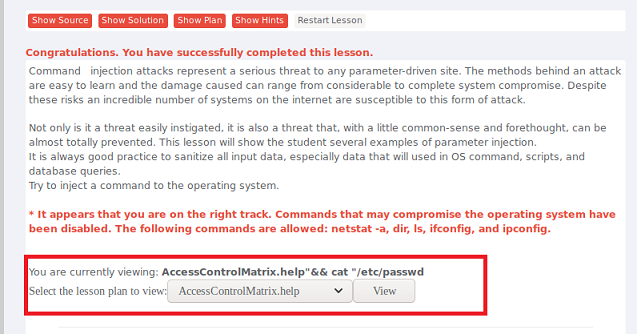 Show Source Show Solution Show Plan Show Hints Restart Lesson
Congratulations. You have successfully completed this lesson.
Command injection attacks represent a serious threat to any parameter-driven site. The methods behind an attack
are easy to learn and the damage caused can range from considerable to complete system compromise. Despite
these risks an incredible number of systems on the internet are susceptible to this form of attack.
Not only is it a threat easily instigated, it is also a threat that, with a little common-sense and forethought, can be
almost totally prevented. This lesson will show the student several examples of parameter injection.
It is always good practice to sanitize all input data, especially data that will used in OS command, scripts, and
database queries.
Try to inject a command to the operating system.
* It appears that you are on the right track. Commands that may compromise the operating system have
been disabled. The following commands are allowed: netstat -a, dir, ls, ifconfig, and ipconfig.
You are currently viewing: AccessControlMatrix.help"&& cat "/etc/passwd
Select the lesson plan to view: AccessControlMatrix.help View